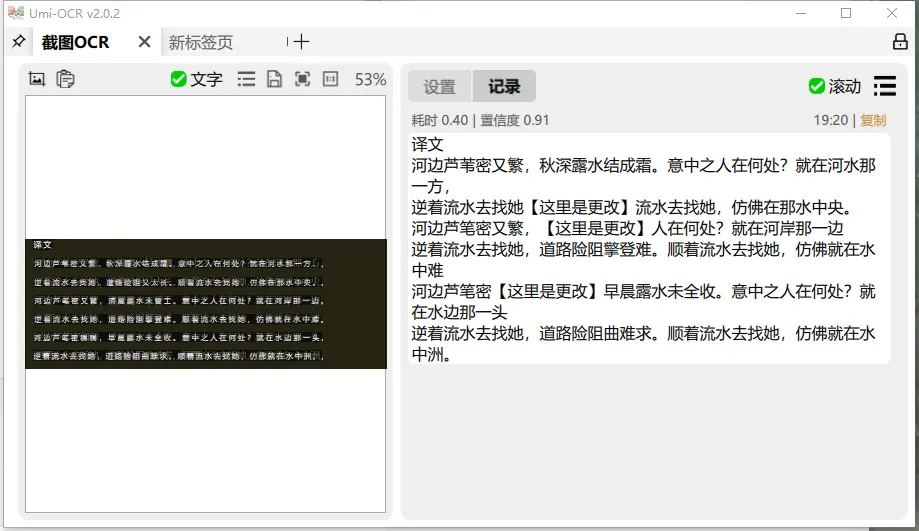 Umi-OCR v2.0.2
截图OCR
新标签页
文字
53%
设置
记录
滚动
耗时 0.40 | 置信度 0.91
19:20 | 复制
译文
河边芦苇密又繁，秋深露水结成霜。意中之人在何处？就在河水那一方，
逆着流水去找她，道路险阻又太长。顺着流水去找她，仿佛在那水中央。
河边芦苇密又繁，清晨露水未曾干。意中之人在何处？就在河岸那一边。
逆着流水去找她，道路险阻攀登难。顺着流水去找她，仿佛就在水中难。
河边芦笔密稠稠，早晨露水未全收。意中之人在何处？就在水边那一头，
逆着流水去找她，道路险阻曲难求。顺着流水去找她，仿佛就在水中洲。
译文
河边芦苇密又繁，秋深露水结成霜。意中之人在何处？就在河水那
一方，
逆着流水去找她【这里是更改】流水去找她，仿佛在那水中央。
河边芦笔密又繁，【这里是更改】人在何处？就在河岸那一边
逆着流水去找她，道路险阻擎登难。顺着流水去找她，仿佛就在水
中难
河边芦笔密【这里是更改】早晨露水未全收。意中之人在何处？就
在水边那一头
逆着流水去找她，道路险阻曲难求。顺着流水去找她，仿佛就在水
中洲。